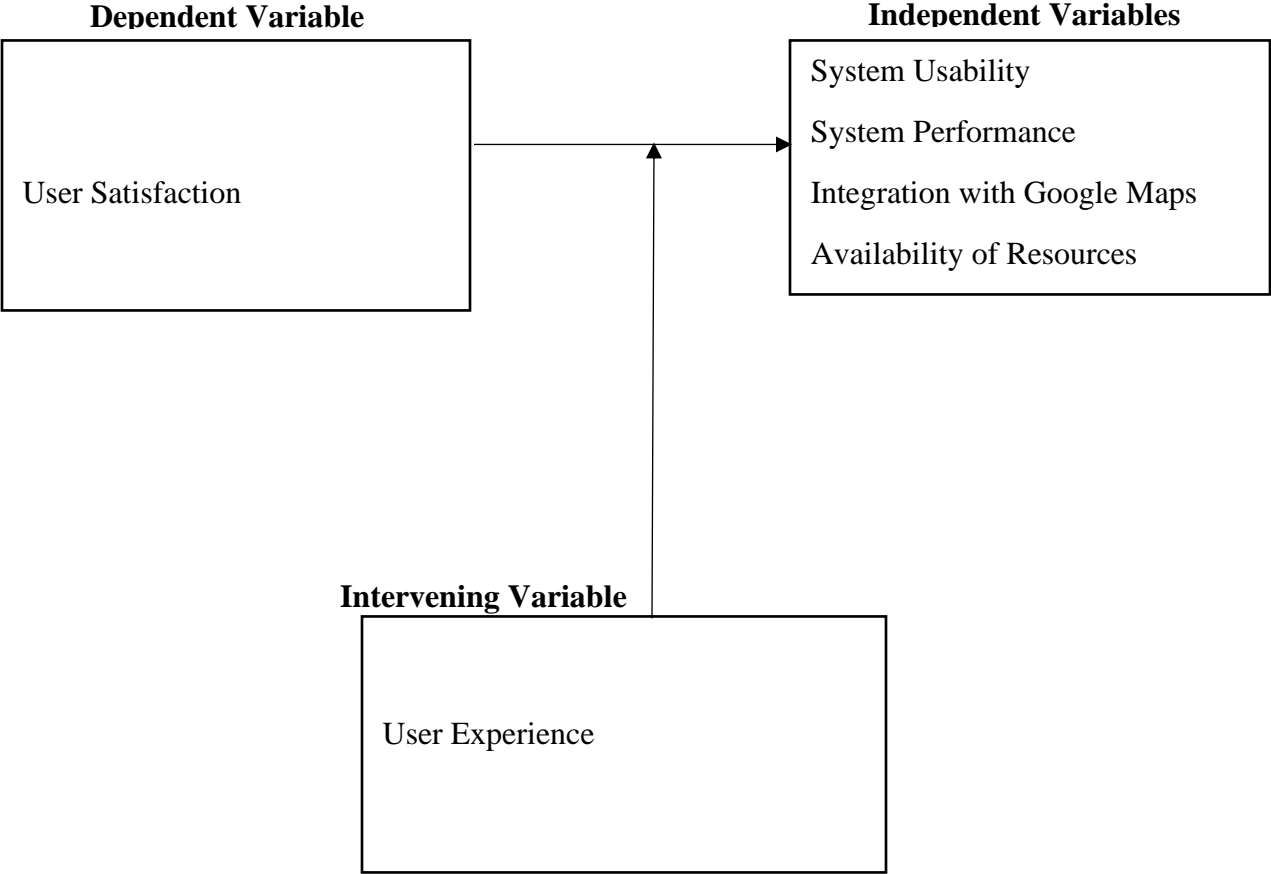 Dependent Variable
Independent Variables
User Satisfaction
System Usability
System Performance
Integration with Google Maps
Availability of Resources
Intervening Variable
User Experience